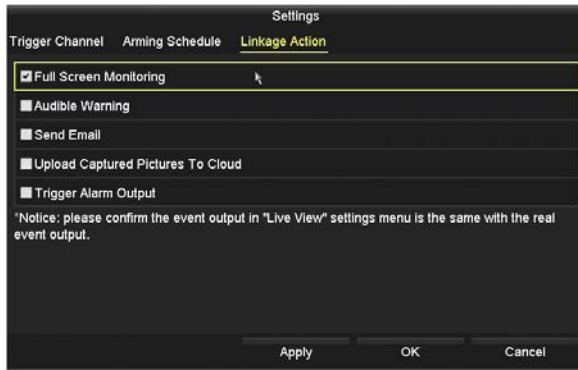 Settings
Trigger Channel Arming Schedule Linkage Action
Full Screen Monitoring
Audible Warning
Send Email
Upload Captured Pictures To Cloud
Trigger Alarm Output
*Notice: please confirm the event output in "Live View" settings menu is the same with the real
event output.
Apply OK Cancel